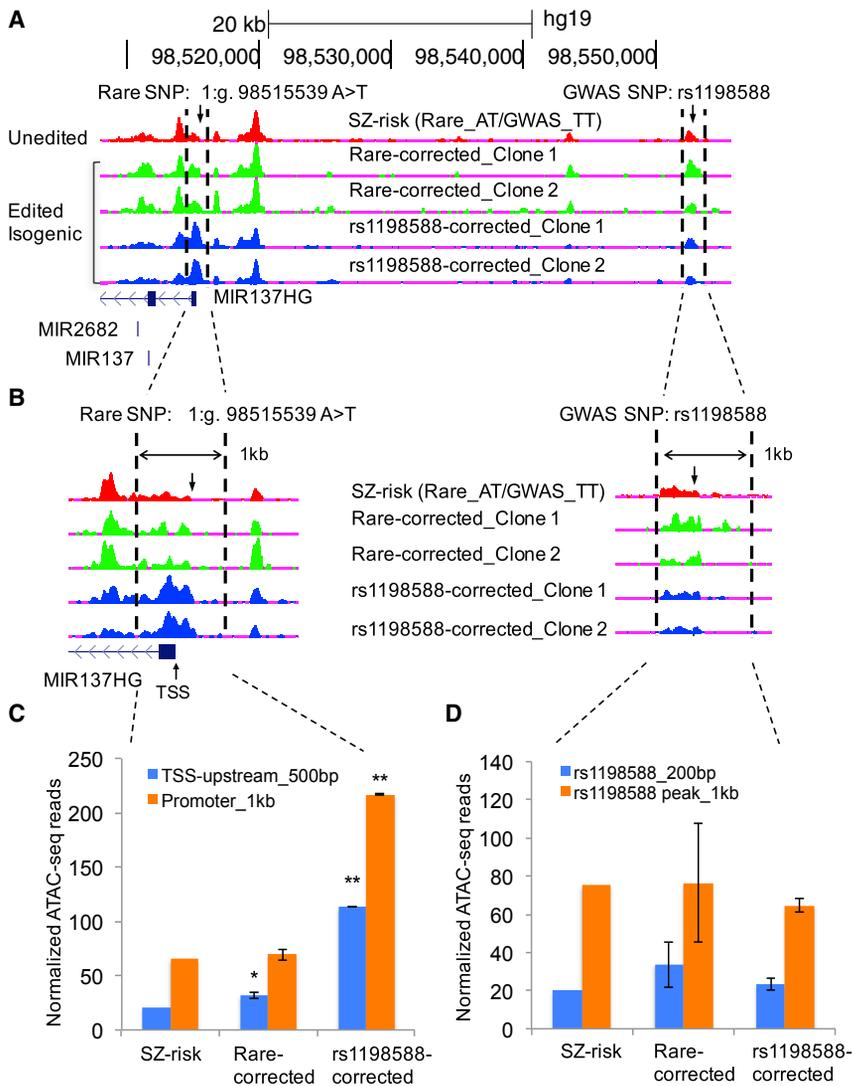 A
20 kb hg19
98,520,000 98,530,000 98,540,000 98,550,000
Rare SNP: 1:g. 98515539 A>T GWAS SNP: rs1198588
Unedited SZ-risk (Rare_AT/GWAS_TT)
Rare-corrected_Clone 1
Rare-corrected_Clone 2
Edited
Isogenic
rs1198588-corrected_Clone 1
rs1198588-corrected_Clone 2
MIR137HG
MIR2682
MIR137
B
Rare SNP: 1:g. 98515539 A>T GWAS SNP: rs1198588
1kb 1kb
SZ-risk (Rare_AT/GWAS_TT)
Rare-corrected_Clone 1
Rare-corrected_Clone 2
rs1198588-corrected_Clone 1
rs1198588-corrected_Clone 2
MIR137HG TSS
C
Normalized ATAC-seq reads
250
200
150
100
50
0
TSS-upstream_500bp
Promoter_1kb
*
**
**
SZ-risk
Rare-
corrected
rs1198588-
corrected
D
Normalized ATAC-seq reads
140
120
100
80
60
40
20
0
rs1198588_200bp
rs1198588 peak_1kb
SZ-risk
Rare-
corrected
rs1198588-
corrected